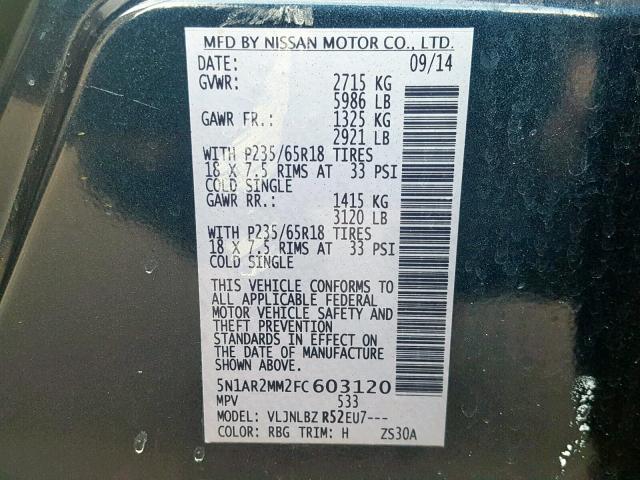 MFD BY NISSAN MOTOR CO., LTD.
DATE: 09/14
GVWR: 2715 KG
5986 LB
GAWR FR.: 1325 KG
2921 LB
WITH P235/65R18 TIRES
18 X 7.5 RIMS AT 33 PSI
COLD SINGLE
GAWR RR.: 1415 KG
3120 LB
WITH P235/65R18 TIRES
18 X 7.5 RIMS AT 33 PSI
COLD SINGLE
THIS VEHICLE CONFORMS TO
ALL APPLICABLE FEDERAL
MOTOR VEHICLE SAFETY AND
THEFT PREVENTION
STANDARDS IN EFFECT ON
THE DATE OF MANUFACTURE
SHOWN ABOVE.
5N1AR2MM2FC603120
MPV 533
MODEL: VLJNLBZ R52EU7---
COLOR: RBG TRIM: H ZS30A